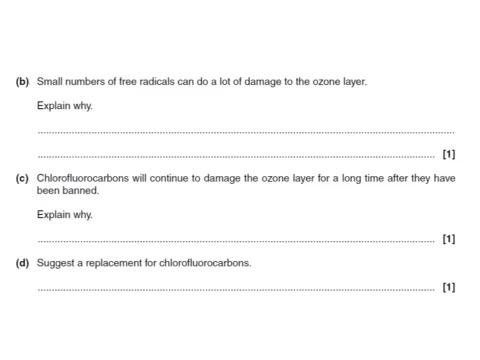 (b) Small numbers of free radicals can do a lot of damage to the ozone layer.
Explain why.
[1]
(c) Chlorofluorocarbons will continue to damage the ozone layer for a long time after they have
been banned.
Explain why.
[1]
(d) Suggest a replacement for chlorofluorocarbons.
[1]